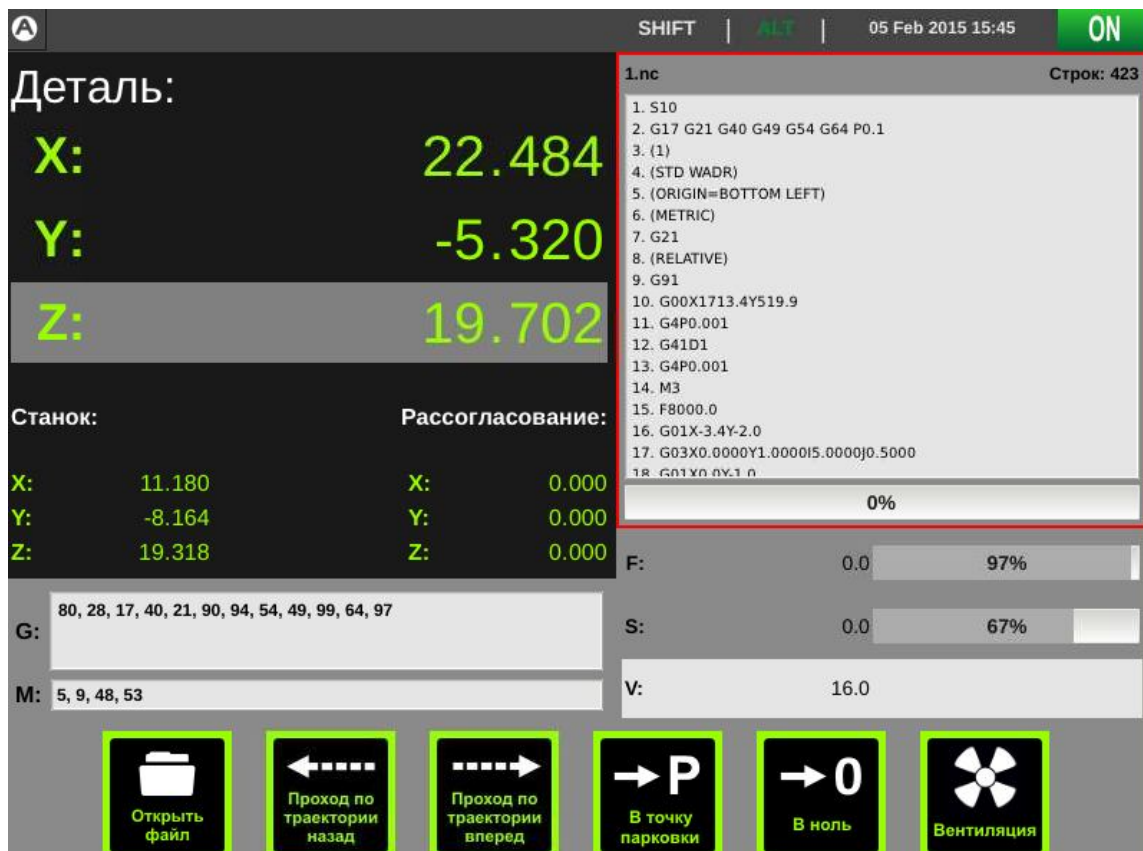 A
SHIFT | ALT | 05 Feb 2015 15:45 ON
Деталь:
X: 22.484
Y: -5.320
Z: 19.702
Станок: Рассогласование:
X: 11.180 X: 0.000
Y: -8.164 Y: 0.000
Z: 19.318 Z: 0.000
1.nc Строк: 423
1. S10
2. G17 G21 G40 G49 G54 G64 P0.1
3. (1)
4. (STD WADR)
5. (ORIGIN=BOTTOM LEFT)
6. (METRIC)
7. G21
8. (RELATIVE)
9. G91
10. G00X1713.4Y519.9
11. G4P0.001
12. G41D1
13. G4P0.001
14. M3
15. F8000.0
16. G01X-3.4Y-2.0
17. G03X0.0000Y1.0000I5.0000J0.5000
18. G01X0.0Y-1.0
0%
F: 0.0 97%
S: 0.0 67%
V: 16.0
G: 80, 28, 17, 40, 21, 90, 94, 54, 49, 99, 64, 97
M: 5, 9, 48, 53
Открыть
файл
Проход по
траектории
назад
Проход по
траектории
вперед
P
В точку
парковки
0
В ноль
Вентиляция